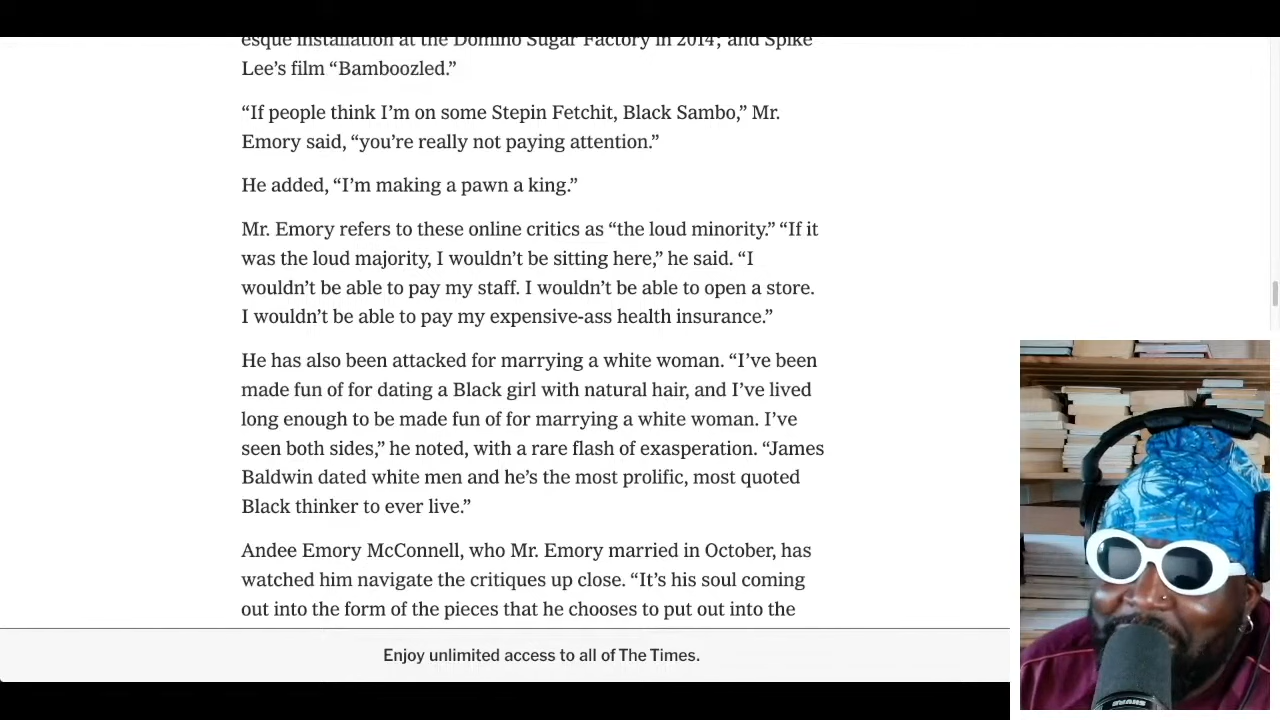 esque installation at the Domino Sugar Factory in 2014; and Spike
Lee’s film “Bamboozled.”
“If people think I’m on some Stepin Fetchit, Black Sambo,” Mr.
Emory said, “you’re really not paying attention.”
He added, “I’m making a pawn a king.”
Mr. Emory refers to these online critics as “the loud minority.” “If it
was the loud majority, I wouldn’t be sitting here,” he said. “I
wouldn’t be able to pay my staff. I wouldn’t be able to open a store.
I wouldn’t be able to pay my expensive-ass health insurance.”
He has also been attacked for marrying a white woman. “I’ve been
made fun of for dating a Black girl with natural hair, and I’ve lived
long enough to be made fun of for marrying a white woman. I’ve
seen both sides,” he noted, with a rare flash of exasperation. “James
Baldwin dated white men and he’s the most prolific, most quoted
Black thinker to ever live.”
Andee Emory McConnell, who Mr. Emory married in October, has
watched him navigate the critiques up close. “It’s his soul coming
out into the form of the pieces that he chooses to put out into the
Enjoy unlimited access to all of The Times.
SHURE